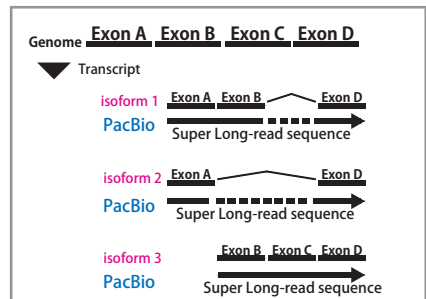 Genome Exon A Exon B Exon C Exon D
Transcript
isoform 1 Exon A Exon B Exon D
PacBio
Super Long-read sequence
isoform 2 Exon A Exon D
PacBio
Super Long-read sequence
isoform 3 Exon B Exon C Exon D
PacBio
Super Long-read sequence